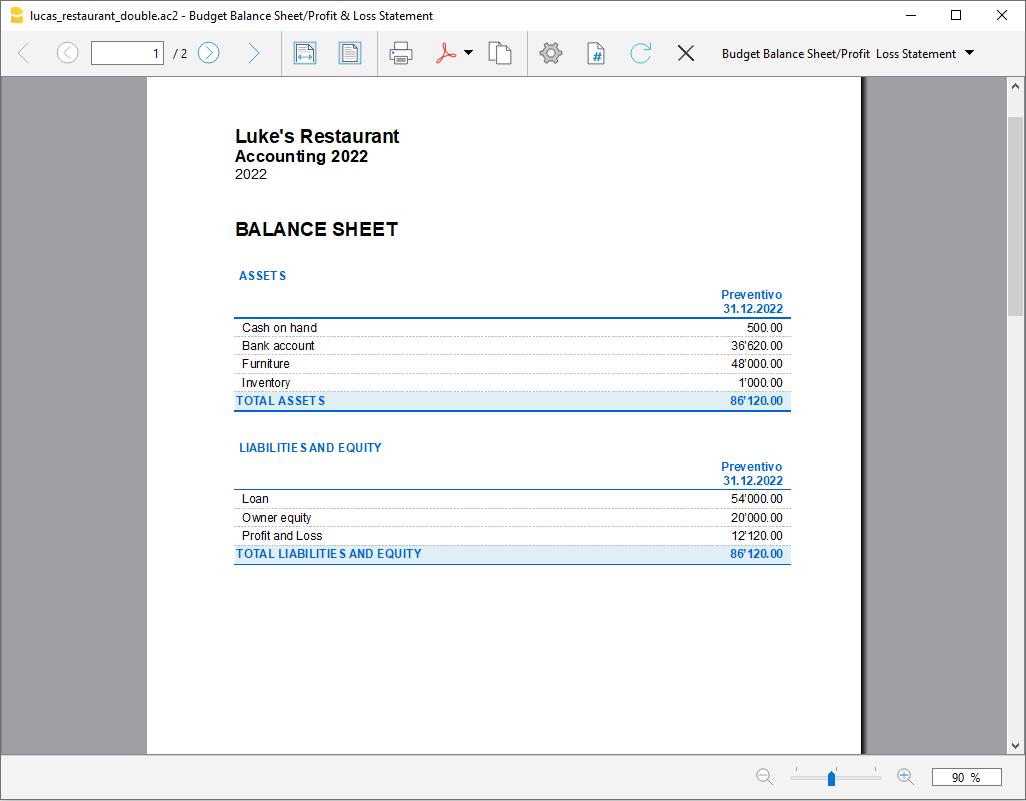 lucas_restaurant_double.ac2 - Budget Balance Sheet/Profit & Loss Statement
1 / 2 # Budget Balance Sheet/Profit Loss Statement
Luke's Restaurant
Accounting 2022
2022
BALANCE SHEET
ASSETS
Preventivo
31.12.2022
Cash on hand 500.00
Bank account 36'620.00
Furniture 48'000.00
Inventory 1'000.00
TOTAL ASSETS 86'120.00
LIABILITIES AND EQUITY
Preventivo
31.12.2022
Loan 54'000.00
Owner equity 20'000.00
Profit and Loss 12'120.00
TOTAL LIABILITIES AND EQUITY 86'120.00
90 %